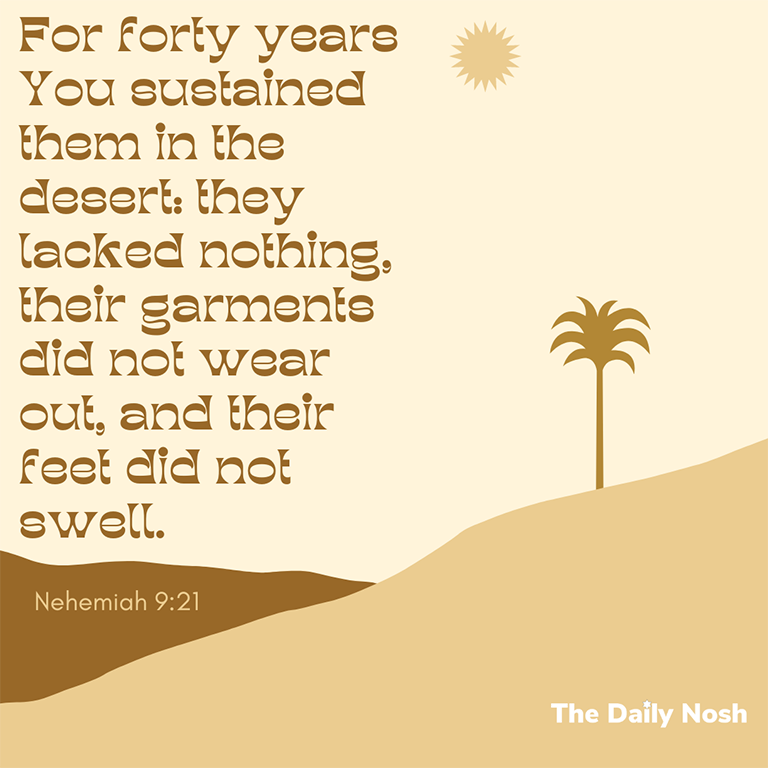 For forty years
You sustained
them in the
desert: they
lacked nothing,
their garments
did not wear
out, and their
feet did not
swell.
Nehemiah 9:21
The Daily Nosh